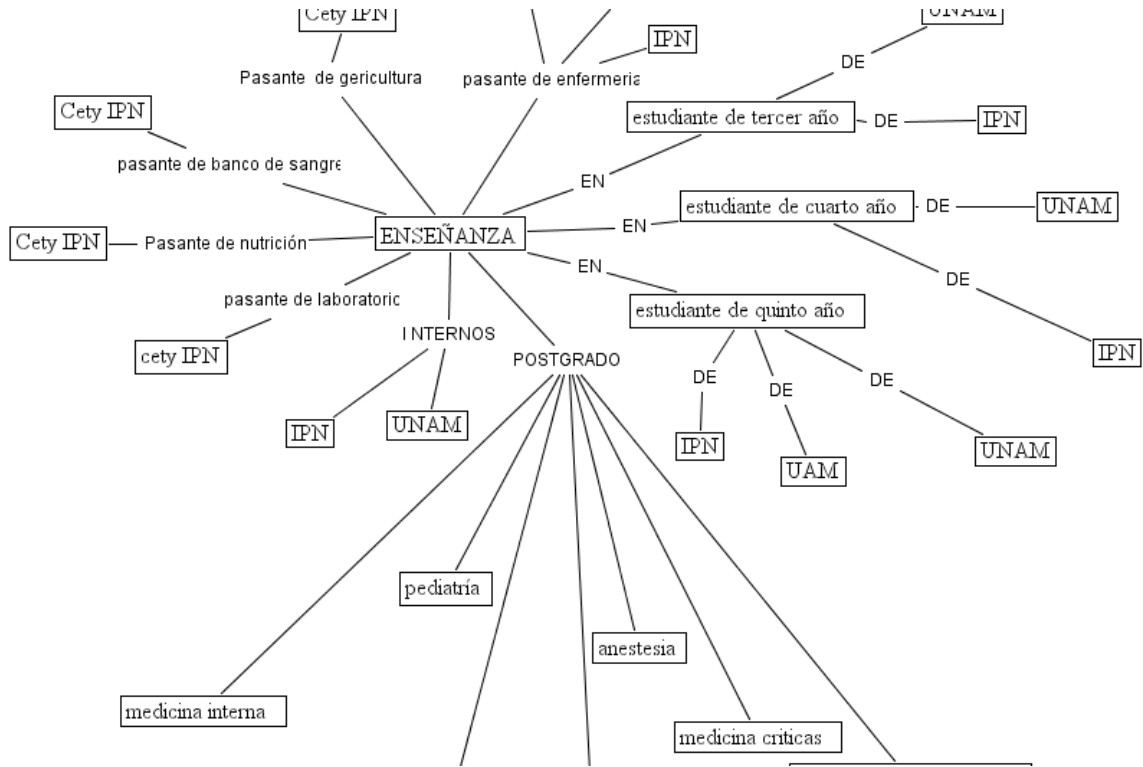 Cety IPN
UNAM
IPN
Pasante de gericultura
pasante de enfermeria
DE
Cety IPN
estudiante de tercer año
DE
IPN
pasante de banco de sangre
EN
estudiante de cuarto año
DE
UNAM
Cety IPN
Pasante de nutrición
ENSEÑANZA
EN
EN
DE
pasante de laboratorio
estudiante de quinto año
INTERNOS
cety IPN
POSTGRADO
IPN
DE
DE
DE
IPN
UNAM
IPN
UAM
UNAM
pediatría
anestesia
medicina interna
medicina criticas